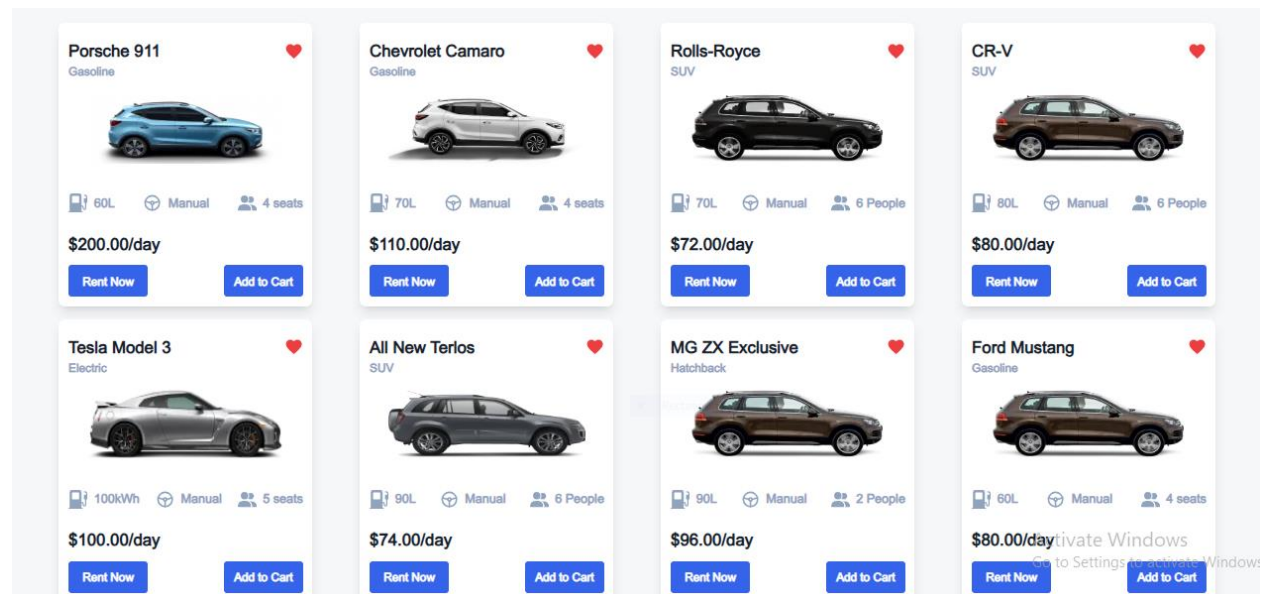 Porsche 911
Gasoline
60L Manual 4 seats
$200.00/day
Rent Now Add to Cart
Chevrolet Camaro
Gasoline
70L Manual 4 seats
$110.00/day
Rent Now Add to Cart
Rolls-Royce
SUV
70L Manual 6 People
$72.00/day
Rent Now Add to Cart
CR-V
SUV
80L Manual 6 People
$80.00/day
Rent Now Add to Cart
Tesla Model 3
Electric
100kWh Manual 5 seats
$100.00/day
Rent Now Add to Cart
All New Terlos
SUV
90L Manual 6 People
$74.00/day
Rent Now Add to Cart
MG ZX Exclusive
Hatchback
90L Manual 2 People
$96.00/day
Rent Now Add to Cart
Ford Mustang
Gasoline
60L Manual 4 seats
$80.00/day
Rent Now Add to Cart
Activate Windows
Go to Settings to activate Windows